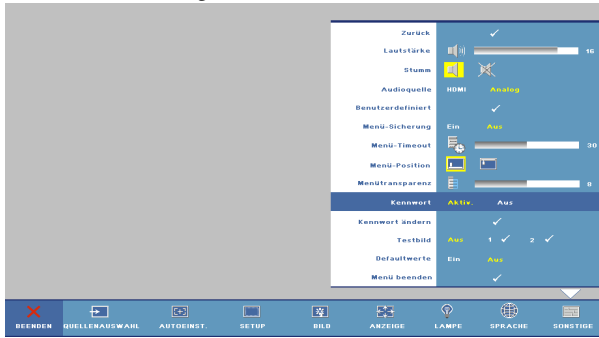 Zurück
Lautstärke 16
Stumm
Audioquelle HDMI Analog
Benutzerdefiniert
Menü-Sicherung Ein Aus
Menü-Timeout 30
Menü-Position
Menütransparenz 0
Kennwort Aktiv. Aus
Kennwort ändern
Testbild Aus 1 2
Defaultwerte Ein Aus
Menü beenden
BEENDEN QUELLENAUSWAHL AUTOEINST. SETUP BILD ANZEIGE LAMPE SPRACHE SONSTIGE